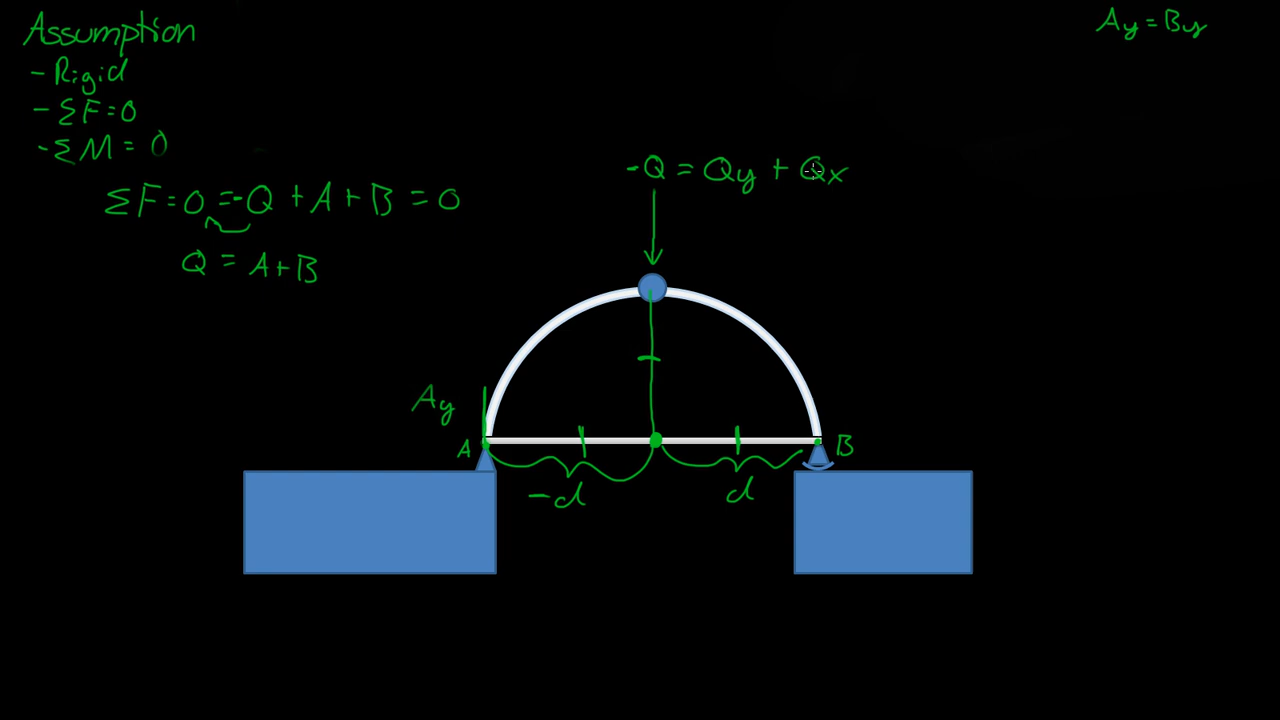 Assumption
Ay = By
- Rigid
- ΣF = 0
- ΣM = 0
-Q = Qy + Qx
ΣF = 0 = -Q + A + B = 0
Q = A + B
Ay
A
B
-d
d